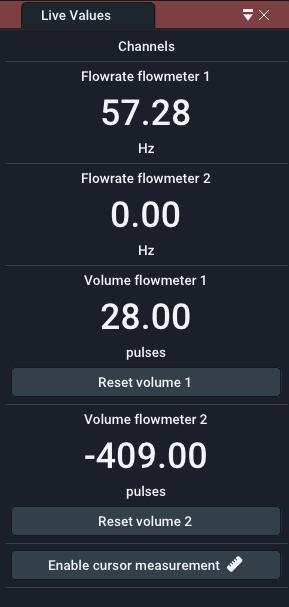 Live Values
Channels
Flowrate flowmeter 1
57.28
Hz
Flowrate flowmeter 2
0.00
Hz
Volume flowmeter 1
28.00
pulses
Reset volume 1
Volume flowmeter 2
-409.00
pulses
Reset volume 2
Enable cursor measurement